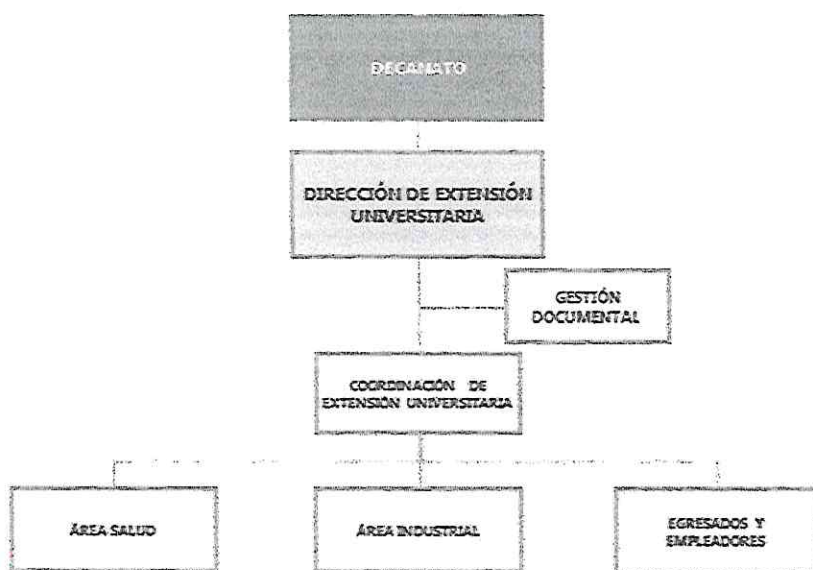 DECANATO
DIRECCIÓN DE EXTENSIÓN
UNIVERSITARIA
GESTIÓN
DOCUMENTAL
COORDINACIÓN DE
EXTENSIÓN UNIVERSITARIA
ÁREA SALUD
ÁREA INDUSTRIAL
EGRESADOS Y
EMPLEADORES